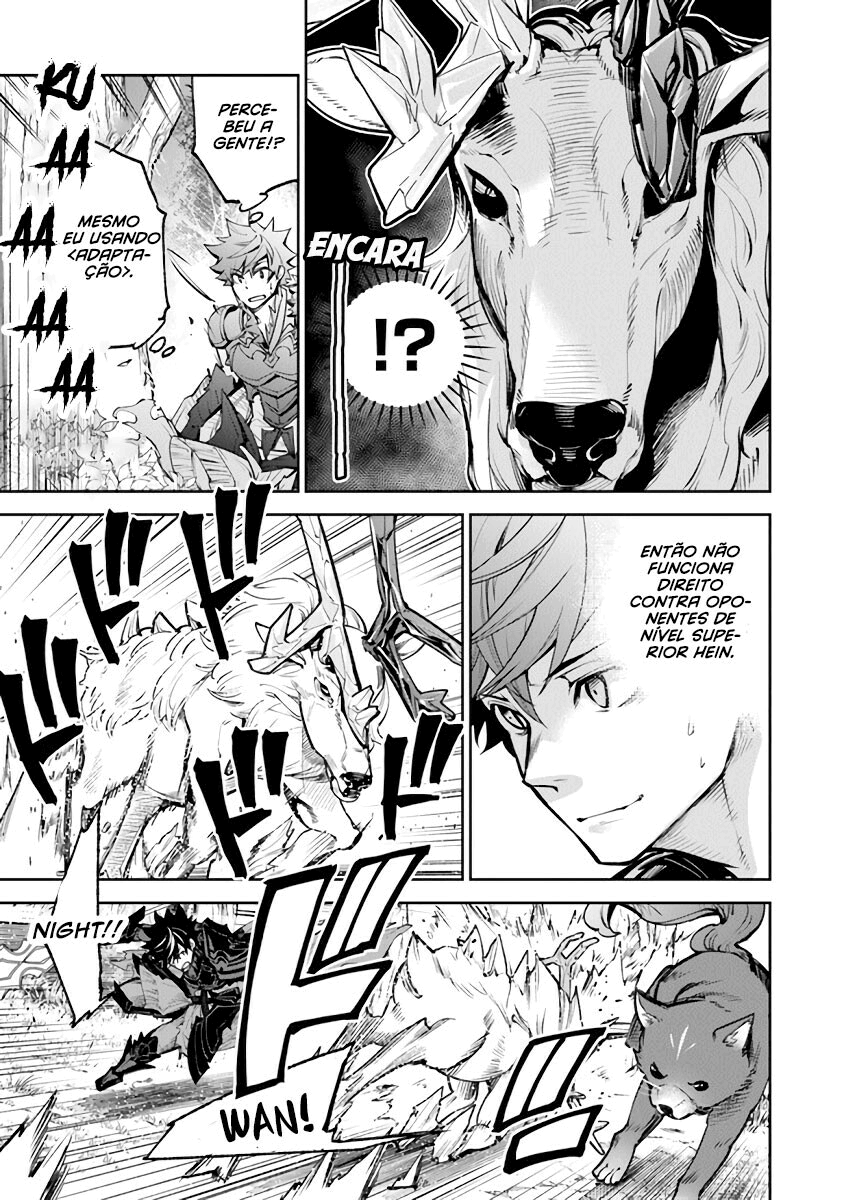 ENCARA
!?
PERCE-
BEU A
GENTE!?
MESMO
EU USANDO
<ADAPTA-
ÇÃO>.
KU
AA
AA
AA
AA
ENTÃO NÃO
FUNCIONA
DIREITO
CONTRA OPO-
NENTES DE
NÍVEL SUPE-
RIOR HEIN.
ドドド
ドドド
ド
NIGHT!!
WAN!